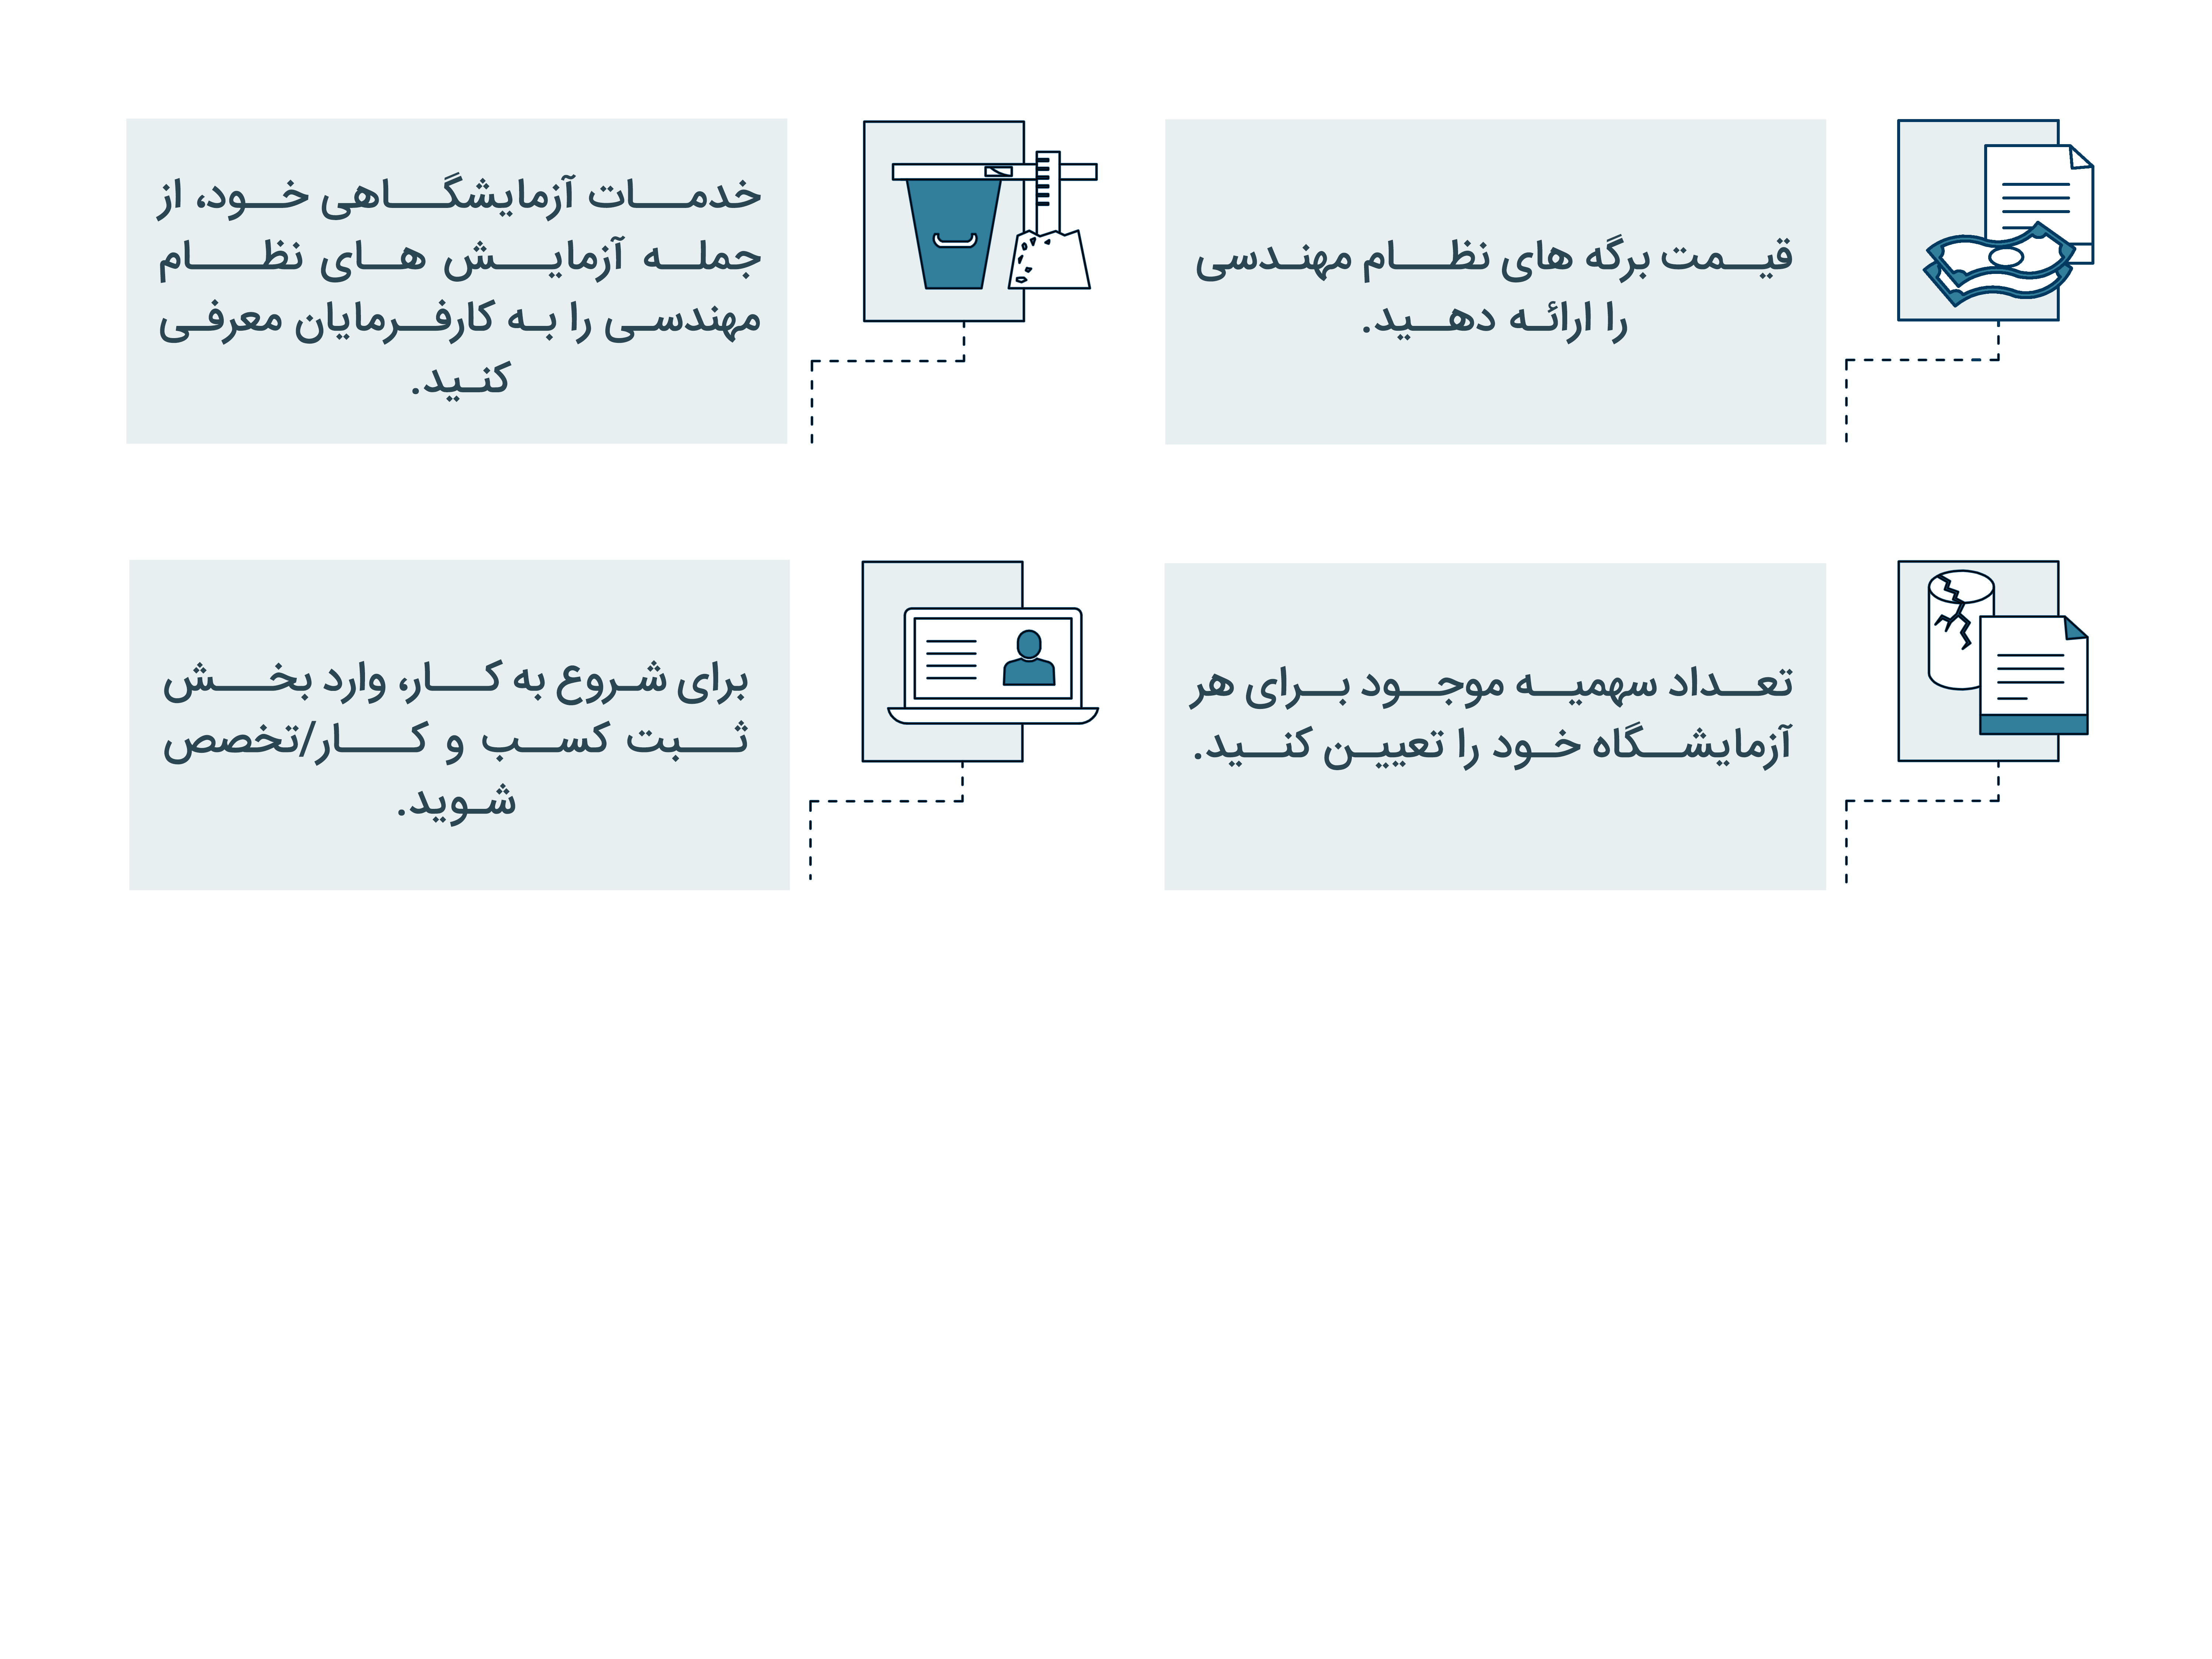 قیمت برگه های نظام مهندسی
را ارائه دهید.
خدمات آزمایشگاهی خود، از
جمله آزمایش های نظام
مهندسی را به کارفرمایان معرفی
کنید.
تعداد سهمیه موجود برای هر
آزمایشگاه خود را تعیین کنید.
برای شروع به کار، وارد بخش
ثبت کسب و کار/تخصص
شوید.